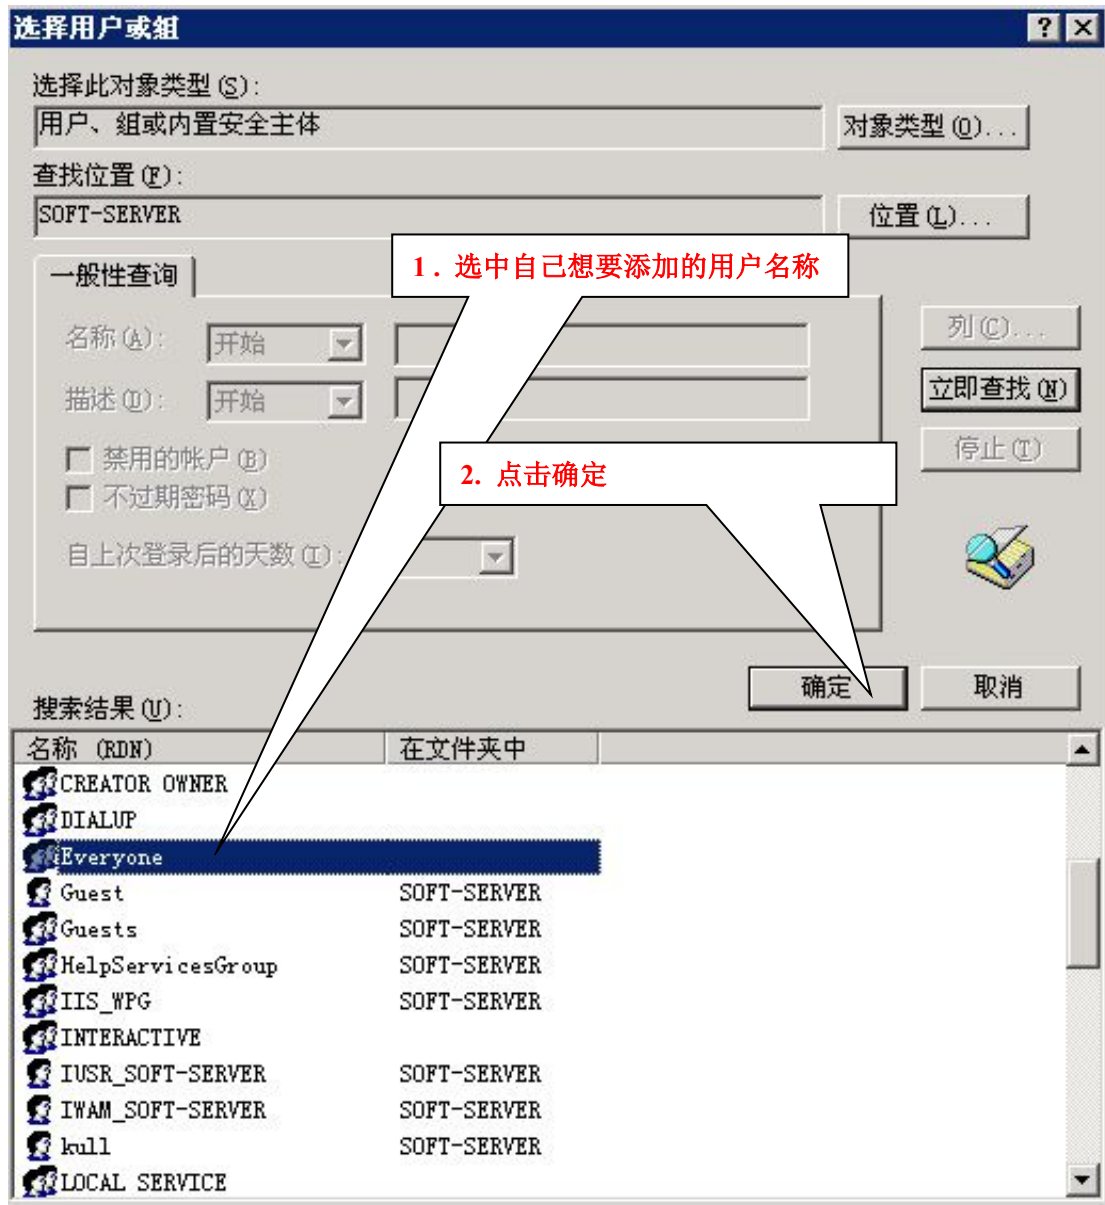 选择用户或组
选择此对象类型(S):
用户、组或内置安全主体
对象类型(O)...
查找位置(F):
SOFT-SERVER
位置(L)...
1 . 选中自己想要添加的用户名称
一般性查询
名称(A):
开始
列(C)...
描述(D):
开始
立即查找(N)
禁用的帐户(B)
2. 点击确定
停止(T)
不过期密码(X)
自上次登录后的天数(I):
确定
取消
搜索结果(U):
名称 (RDN) 在文件夹中
CREATOR OWNER
DIALUP
Everyone
Guest SOFT-SERVER
Guests SOFT-SERVER
HelpServicesGroup SOFT-SERVER
IIS_WPG SOFT-SERVER
INTERACTIVE
IUSR_SOFT-SERVER SOFT-SERVER
IWAM_SOFT-SERVER SOFT-SERVER
kull SOFT-SERVER
LOCAL SERVICE